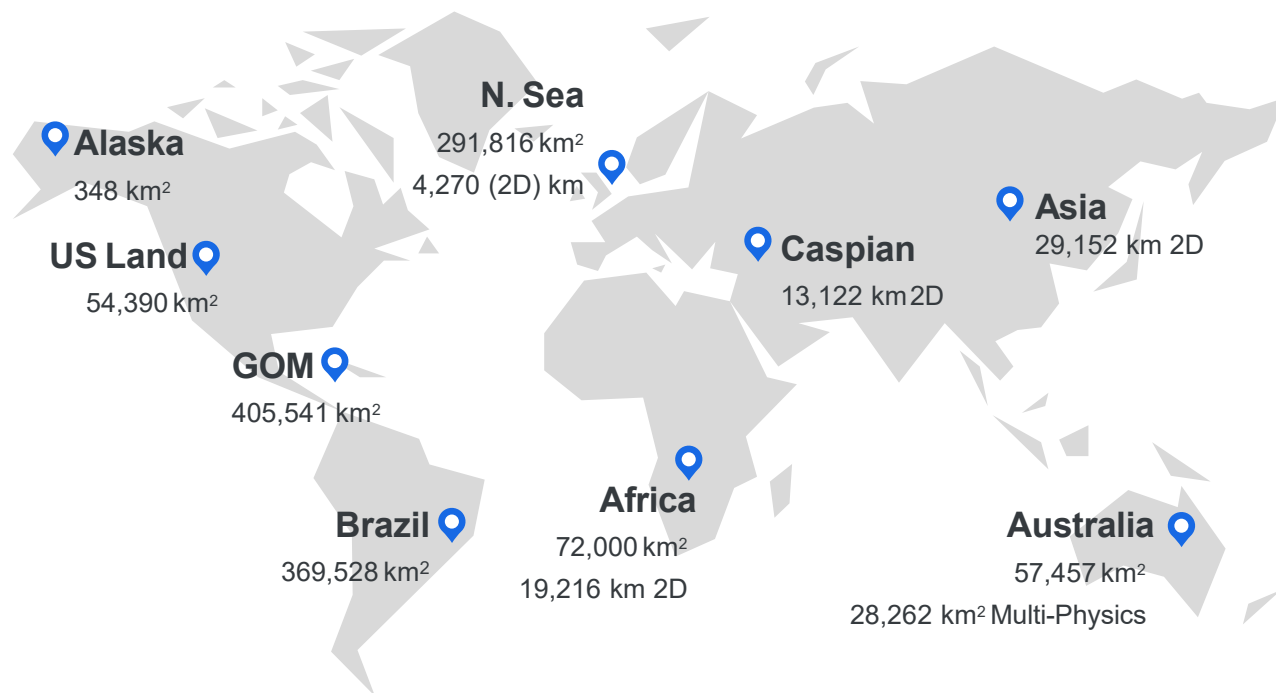 N. Sea
291,816 km²
4,270 (2D) km
Alaska
348 km²
Asia
29,152 km 2D
US Land
54,390 km²
Caspian
13,122 km 2D
GOM
405,541 km²
Africa
72,000 km²
19,216 km 2D
Brazil
369,528 km²
Australia
57,457 km²
28,262 km² Multi-Physics